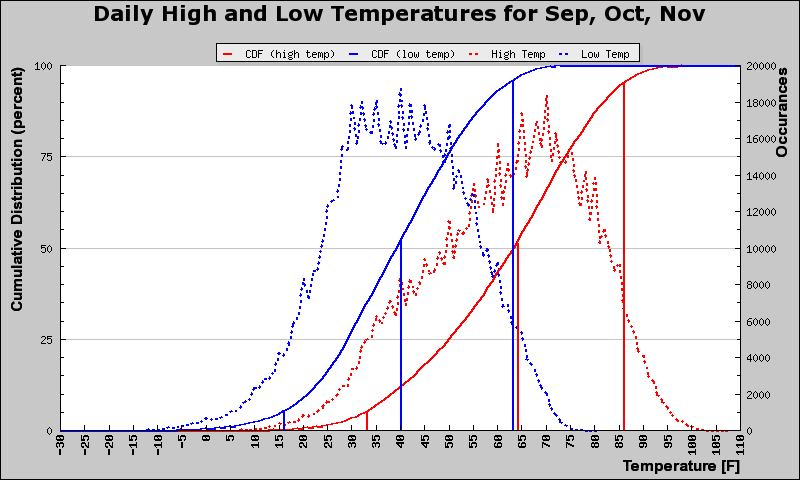 Daily High and Low Temperatures for Sep, Oct, Nov
CDF (high temp) CDF (low temp) High Temp Low Temp
Cumulative Distribution (percent)
100
75
50
25
0
20000
18000
16000
14000
12000
10000
8000
6000
4000
2000
0
Occurances
-30 -25 -20 -15 -10 -5 0 5 10 15 20 25 30 35 40 45 50 55 60 65 70 75 80 85 90 95 100 105 110
Temperature [F]